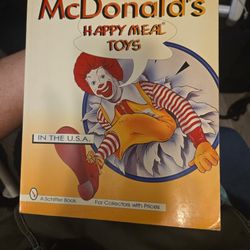 McDonald's
HAPPY MEAL®
TOYS
IN THE U.S.A.
A Schiffer Book
For Collectors with Prices